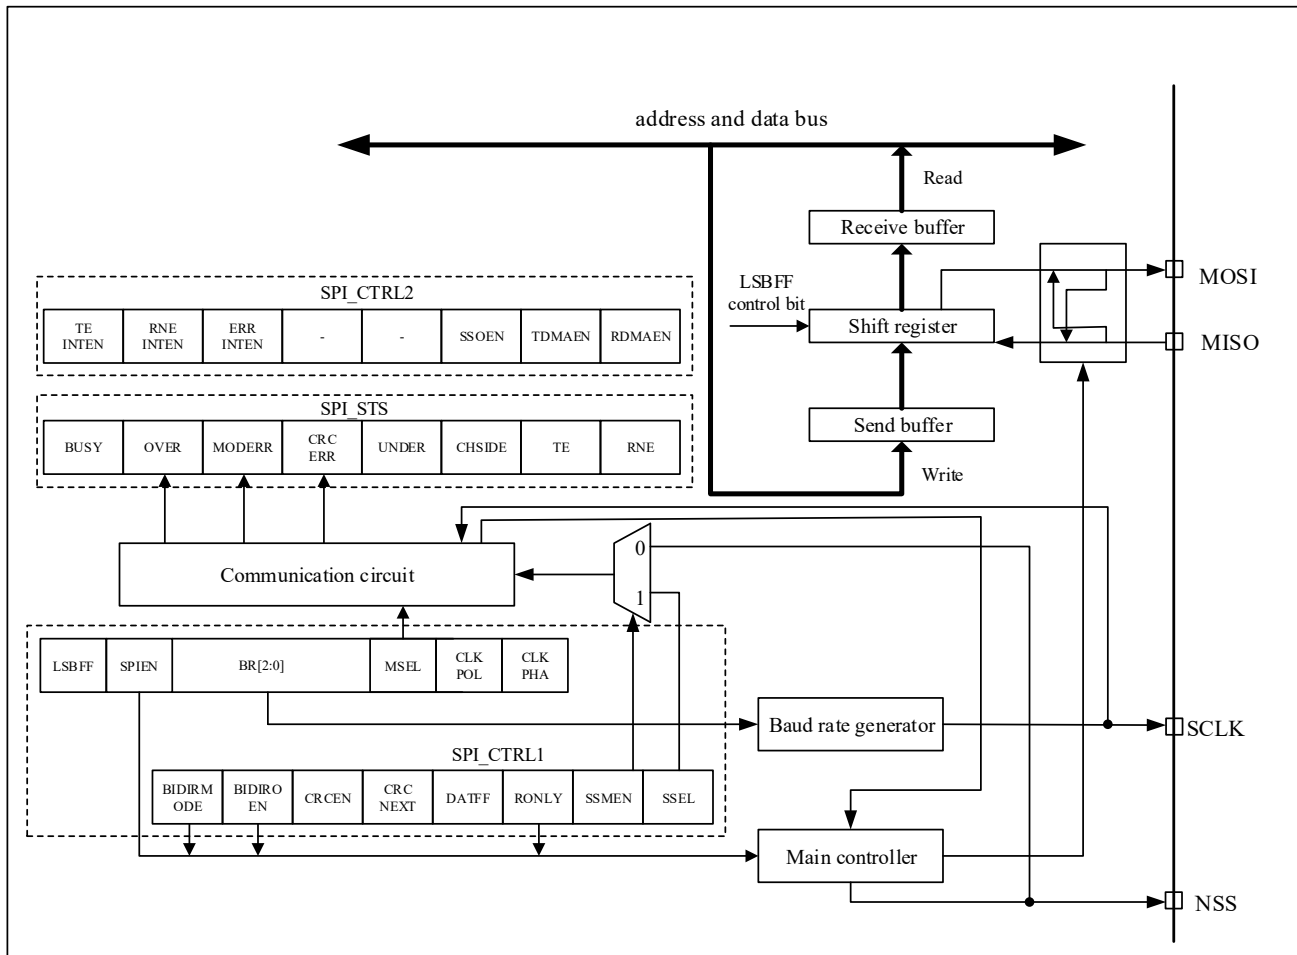 address and data bus
Read
Receive buffer
LSBFF
control bit
Shift register
MOSI
MISO
Send buffer
Write
SPI_CTRL2
TE
INTEN
RNE
INTEN
ERR
INTEN
-
-
SSOEN
TDMAEN
RDMAEN
SPI_STS
BUSY
OVER
MODERR
CRC
ERR
UNDER
CHSIDE
TE
RNE
Communication circuit
0
1
LSBFF
SPIEN
BR[2:0]
MSEL
CLK
POL
CLK
PHA
Baud rate generator
SCLK
SPI_CTRL1
BIDIRM
ODE
BIDIRO
EN
CRCEN
CRC
NEXT
DATFF
RONLY
SSMEN
SSEL
Main controller
NSS